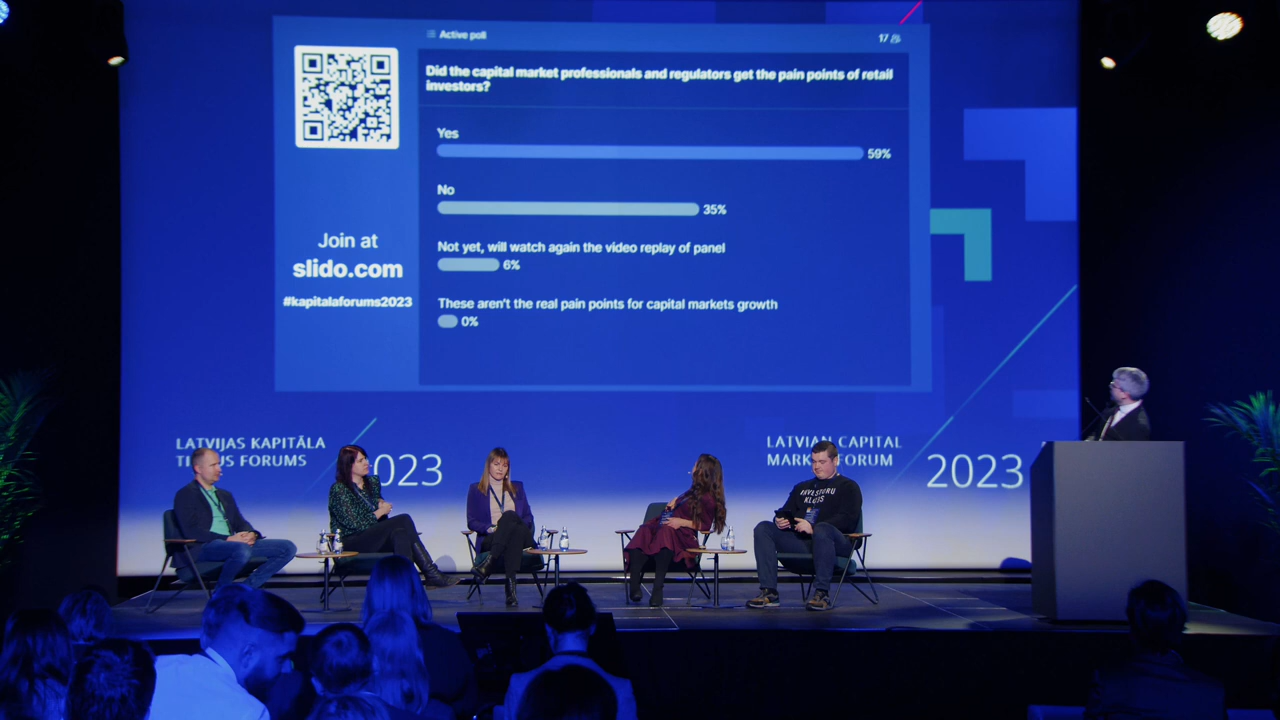 Active poll
17
Did the capital market professionals and regulators get the pain points of retail
investors?
Yes
59%
No
35%
Not yet, will watch again the video replay of panel
6%
These aren't the real pain points for capital markets growth
0%
Join at
slido.com
#kapitalaforums2023
LATVIJAS KAPITĀLA
FORUMS
2023
LATVIAN CAPITAL
FORUM
2023
KLUBS